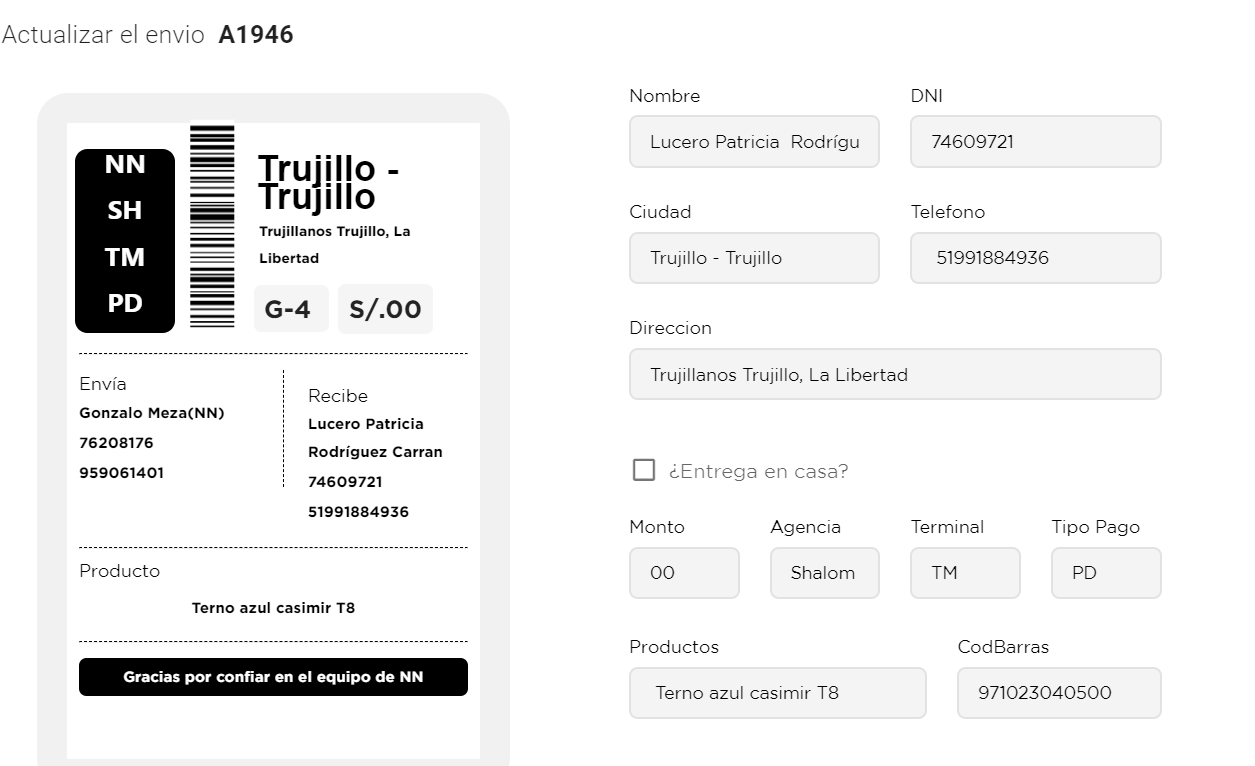 Actualizar el envio A1946
NN
SH
TM
PD
Trujillo -
Trujillo
Trujillanos Trujillo, La
Libertad
G-4 S/.00
Envía
Gonzalo Meza(NN)
76208176
959061401
Recibe
Lucero Patricia
Rodríguez Carran
74609721
51991884936
Producto
Terno azul casimir T8
Gracias por confiar en el equipo de NN
Nombre DNI
Lucero Patricia Rodrígu 74609721
Ciudad Telefono
Trujillo - Trujillo 51991884936
Direccion
Trujillanos Trujillo, La Libertad
¿Entrega en casa?
Monto Agencia Terminal Tipo Pago
00 Shalom TM PD
Productos CodBarras
Terno azul casimir T8 971023040500